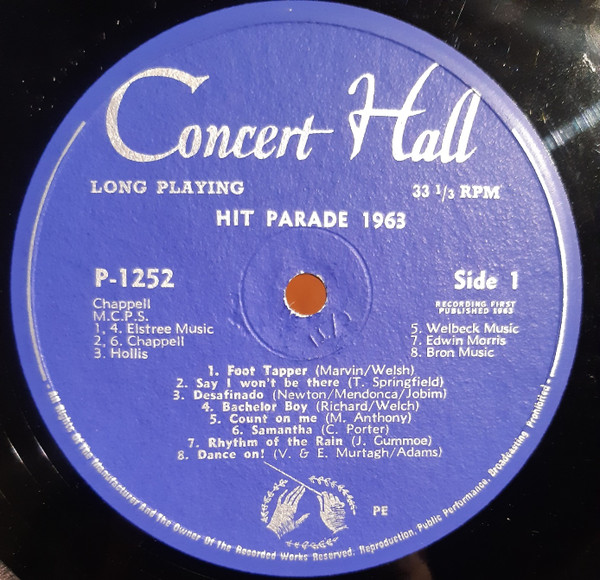 Concert Hall
LONG PLAYING
33 1/3 RPM
HIT PARADE 1963
P-1252
Side 1
Chappell
M.C.P.S.
1, 4. Elstree Music
2, 6. Chappell
3. Hollis
RECORDING FIRST
PUBLISHED 1963
5. Welbeck Music
7. Edwin Morris
8. Bron Music
1. Foot Tapper (Marvin/Welsh)
2. Say I won't be there (T. Springfield)
3. Desafinado (Newton/Mendonca/Jobim)
4. Bachelor Boy (Richard/Welch)
5. Count on me (M. Anthony)
6. Samantha (C. Porter)
7. Rhythm of the Rain (J. Gummoe)
8. Dance on! (V. & E. Murtagh/Adams)
PE
All Rights Of The Manufacturer And The Owner Of The Recorded Works Reserved. Reproduction, Public Performance, Broadcasting Prohibited